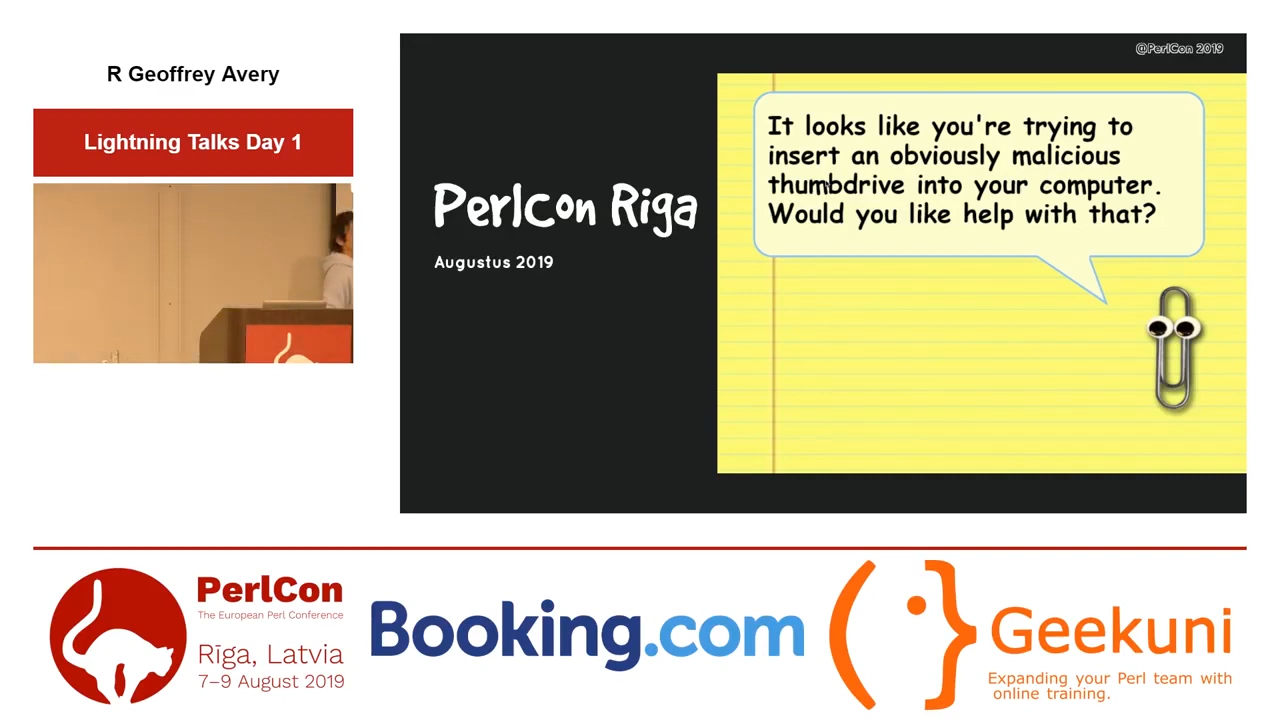 R Geoffrey Avery
Lightning Talks Day 1
@PerlCon 2019
PerlCon Riga
Augustus 2019
It looks like you're trying to
insert an obviously malicious
thumbdrive into your computer.
Would you like help with that?
PerlCon
The European Perl Conference
Rīga, Latvia
7–9 August 2019
Booking.com
Geekuni
Expanding your Perl team with
online training.